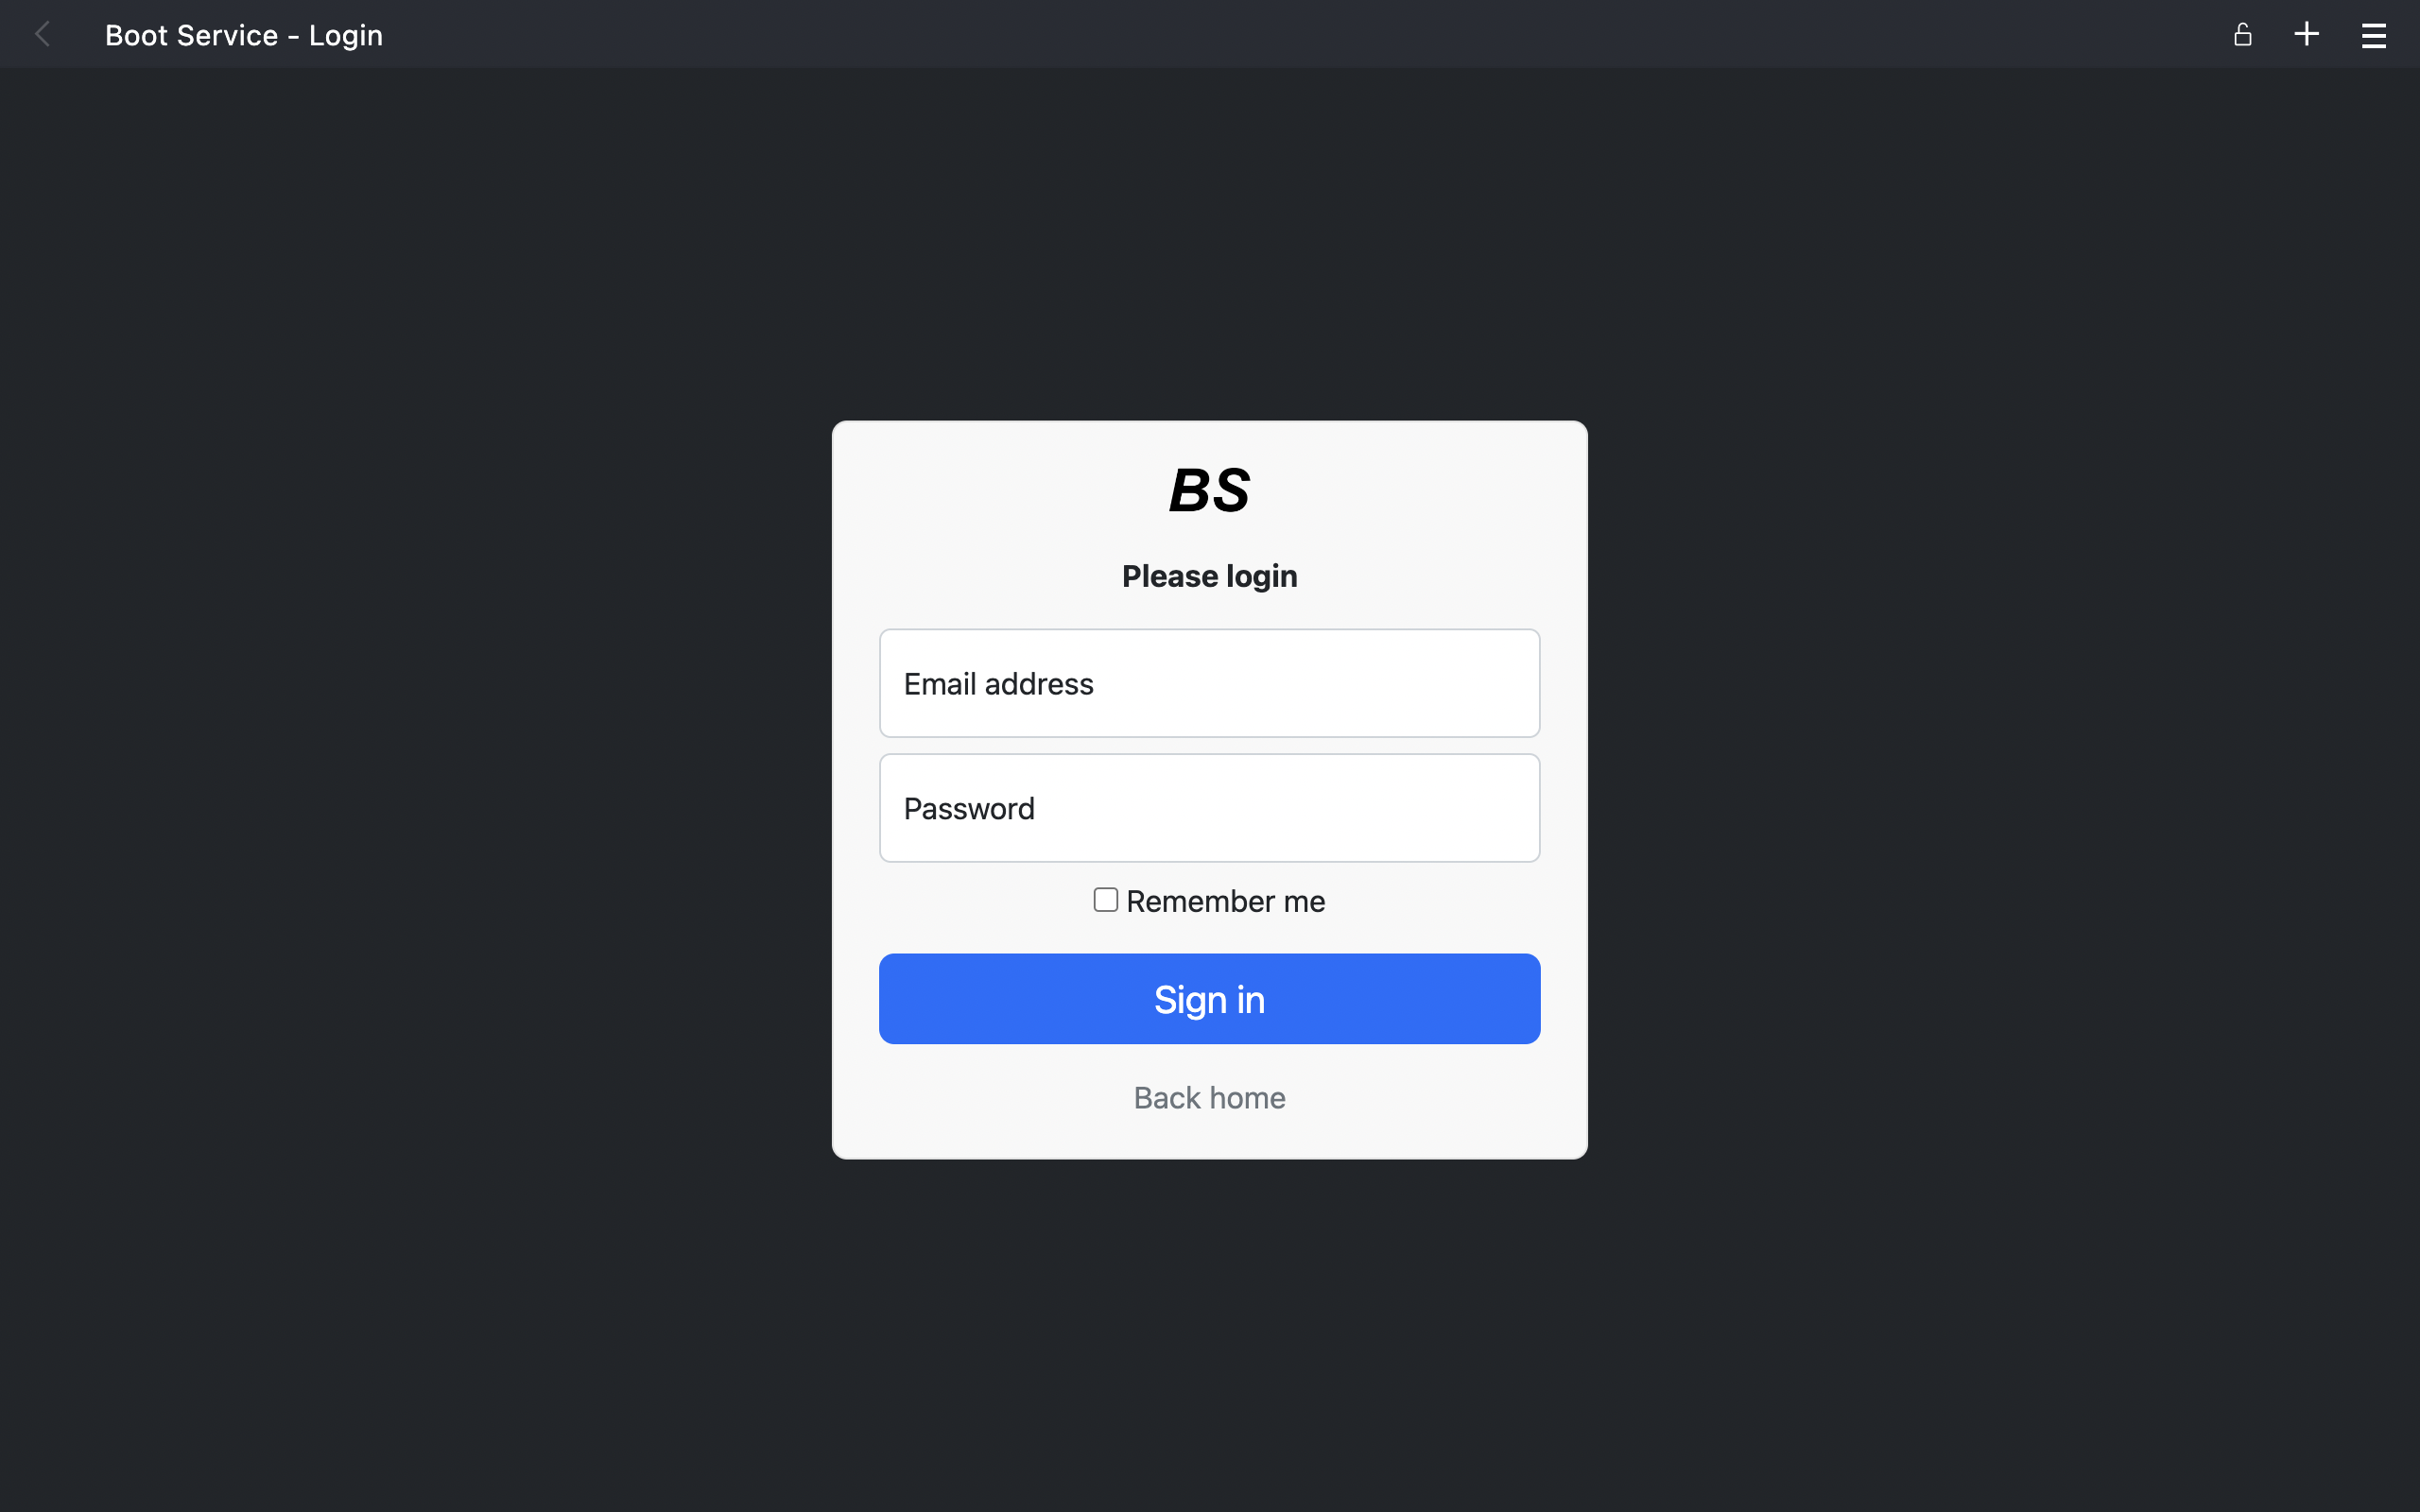 Boot Service - Login
BS
Please login
Email address
Password
Remember me
Sign in
Back home